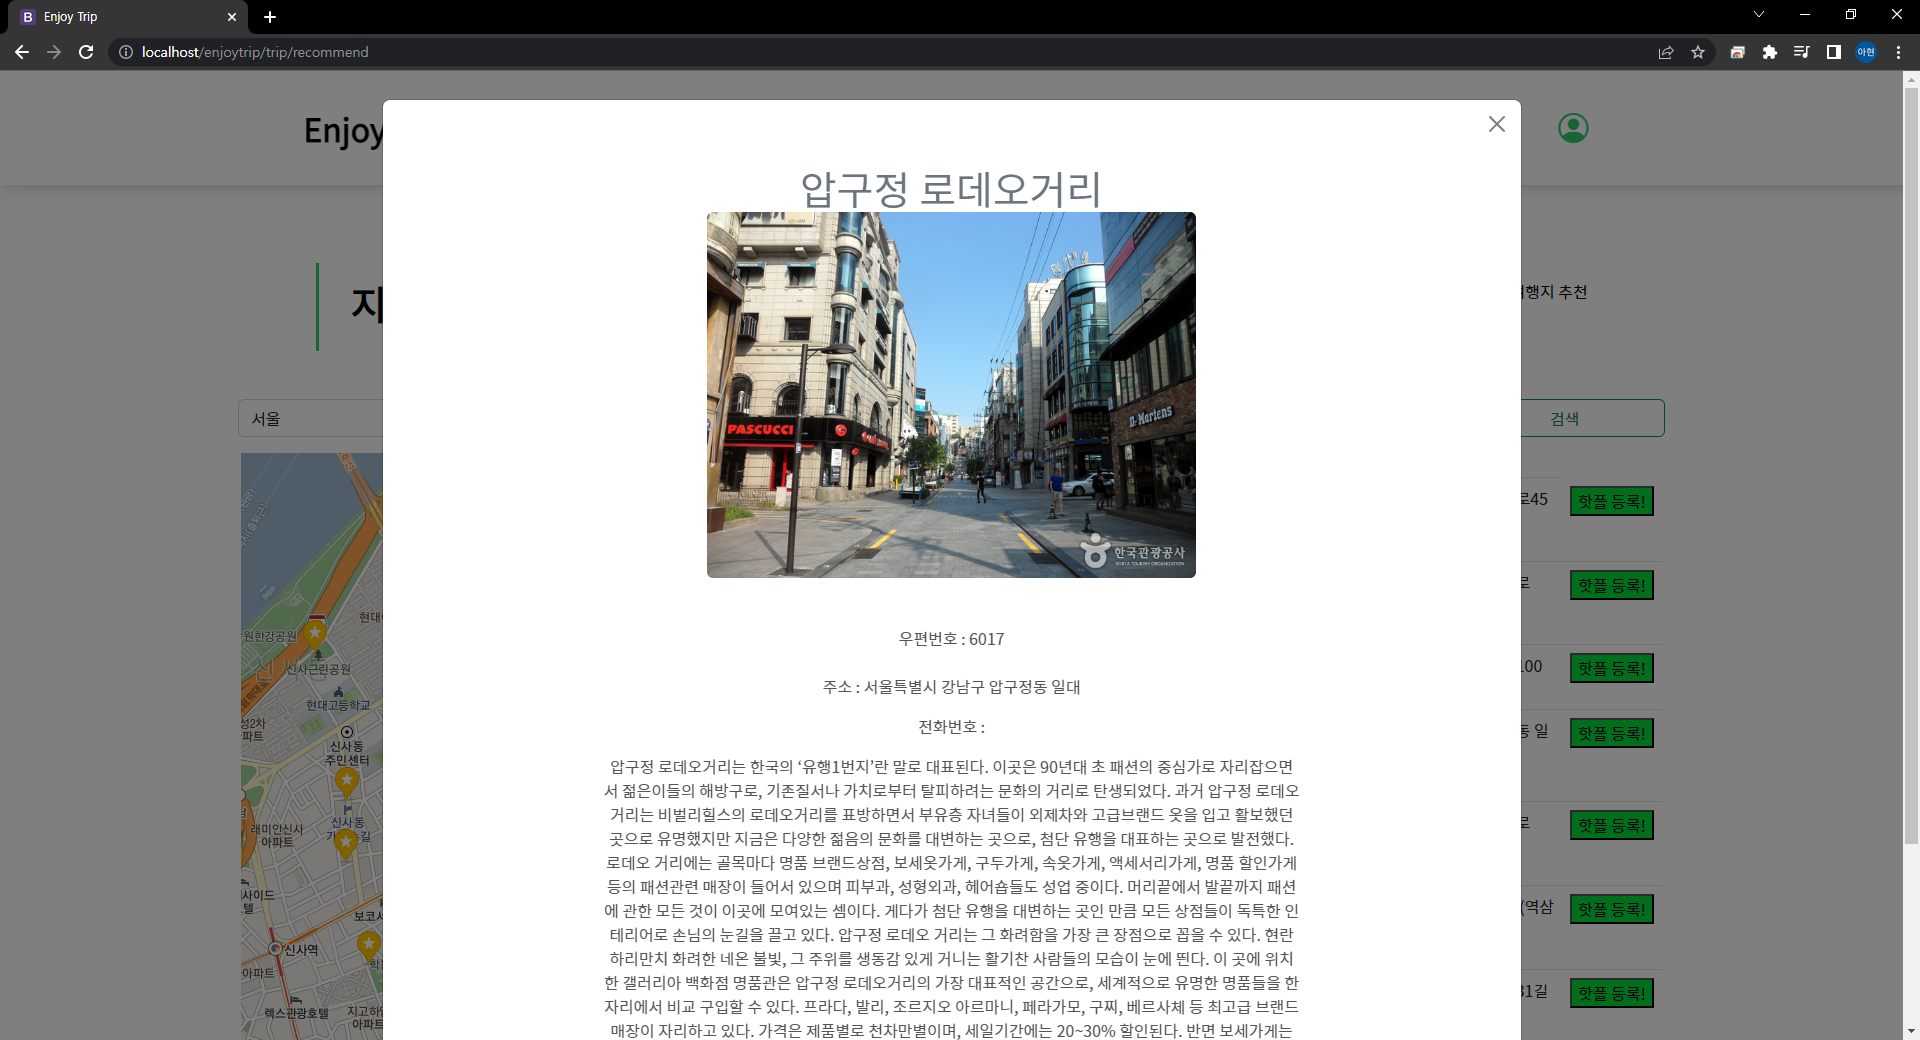 Enjoy Trip
localhost/enjoytrip/trip/recommend
아현
Enjoy
압구정 로데오거리
PASCUCCI
Dr. Martens
한국관광공사
KOREA TOURISM ORGANIZATION
지
여행지 추천
서울
검색
우편번호 : 6017
주소 : 서울특별시 강남구 압구정동 일대
전화번호 :
압구정 로데오거리는 한국의 ‘유행1번지’란 말로 대표된다. 이곳은 90년대 초 패션의 중심가로 자리잡으면
서 젊은이들의 해방구로, 기존질서나 가치로부터 탈피하려는 문화의 거리로 탄생되었다. 과거 압구정 로데오
거리는 비벌리힐스의 로데오거리를 표방하면서 부유층 자녀들이 외제차와 고급브랜드 옷을 입고 활보했던
곳으로 유명했지만 지금은 다양한 젊음의 문화를 대변하는 곳으로, 첨단 유행을 대표하는 곳으로 발전했다.
로데오 거리에는 골목마다 명품 브랜드상점, 보세옷가게, 구두가게, 속옷가게, 액세서리가게, 명품 할인가게
등의 패션관련 매장이 들어서 있으며 피부과, 성형외과, 헤어숍들도 성업 중이다. 머리끝에서 발끝까지 패션
에 관한 모든 것이 이곳에 모여있는 셈이다. 게다가 첨단 유행을 대변하는 곳인 만큼 모든 상점들이 독특한 인
테리어로 손님의 눈길을 끌고 있다. 압구정 로데오 거리는 그 화려함을 가장 큰 장점으로 꼽을 수 있다. 현란
하리만치 화려한 네온 불빛, 그 주위를 생동감 있게 거니는 활기찬 사람들의 모습이 눈에 띈다. 이 곳에 위치
한 갤러리아 백화점 명품관은 압구정 로데오거리의 가장 대표적인 공간으로, 세계적으로 유명한 명품들을 한
자리에서 비교 구입할 수 있다. 프라다, 발리, 조르지오 아르마니, 페라가모, 구찌, 베르사체 등 최고급 브랜드
매장이 자리하고 있다. 가격은 제품별로 천차만별이며, 세일기간에는 20~30% 할인된다. 반면 보세가게는
현대
원한강공원
신사근린공원
현대고등학교
성2차
아파트
신사동
주민센터
신사동
래미안신사
아파트
사이드
텔
보코서
신사역
아파트
렉스관광호텔
지고하
아파트
로45
핫플 등록!
로
핫플 등록!
100
핫플 등록!
동 일
핫플 등록!
로
핫플 등록!
(역삼
핫플 등록!
31길
핫플 등록!